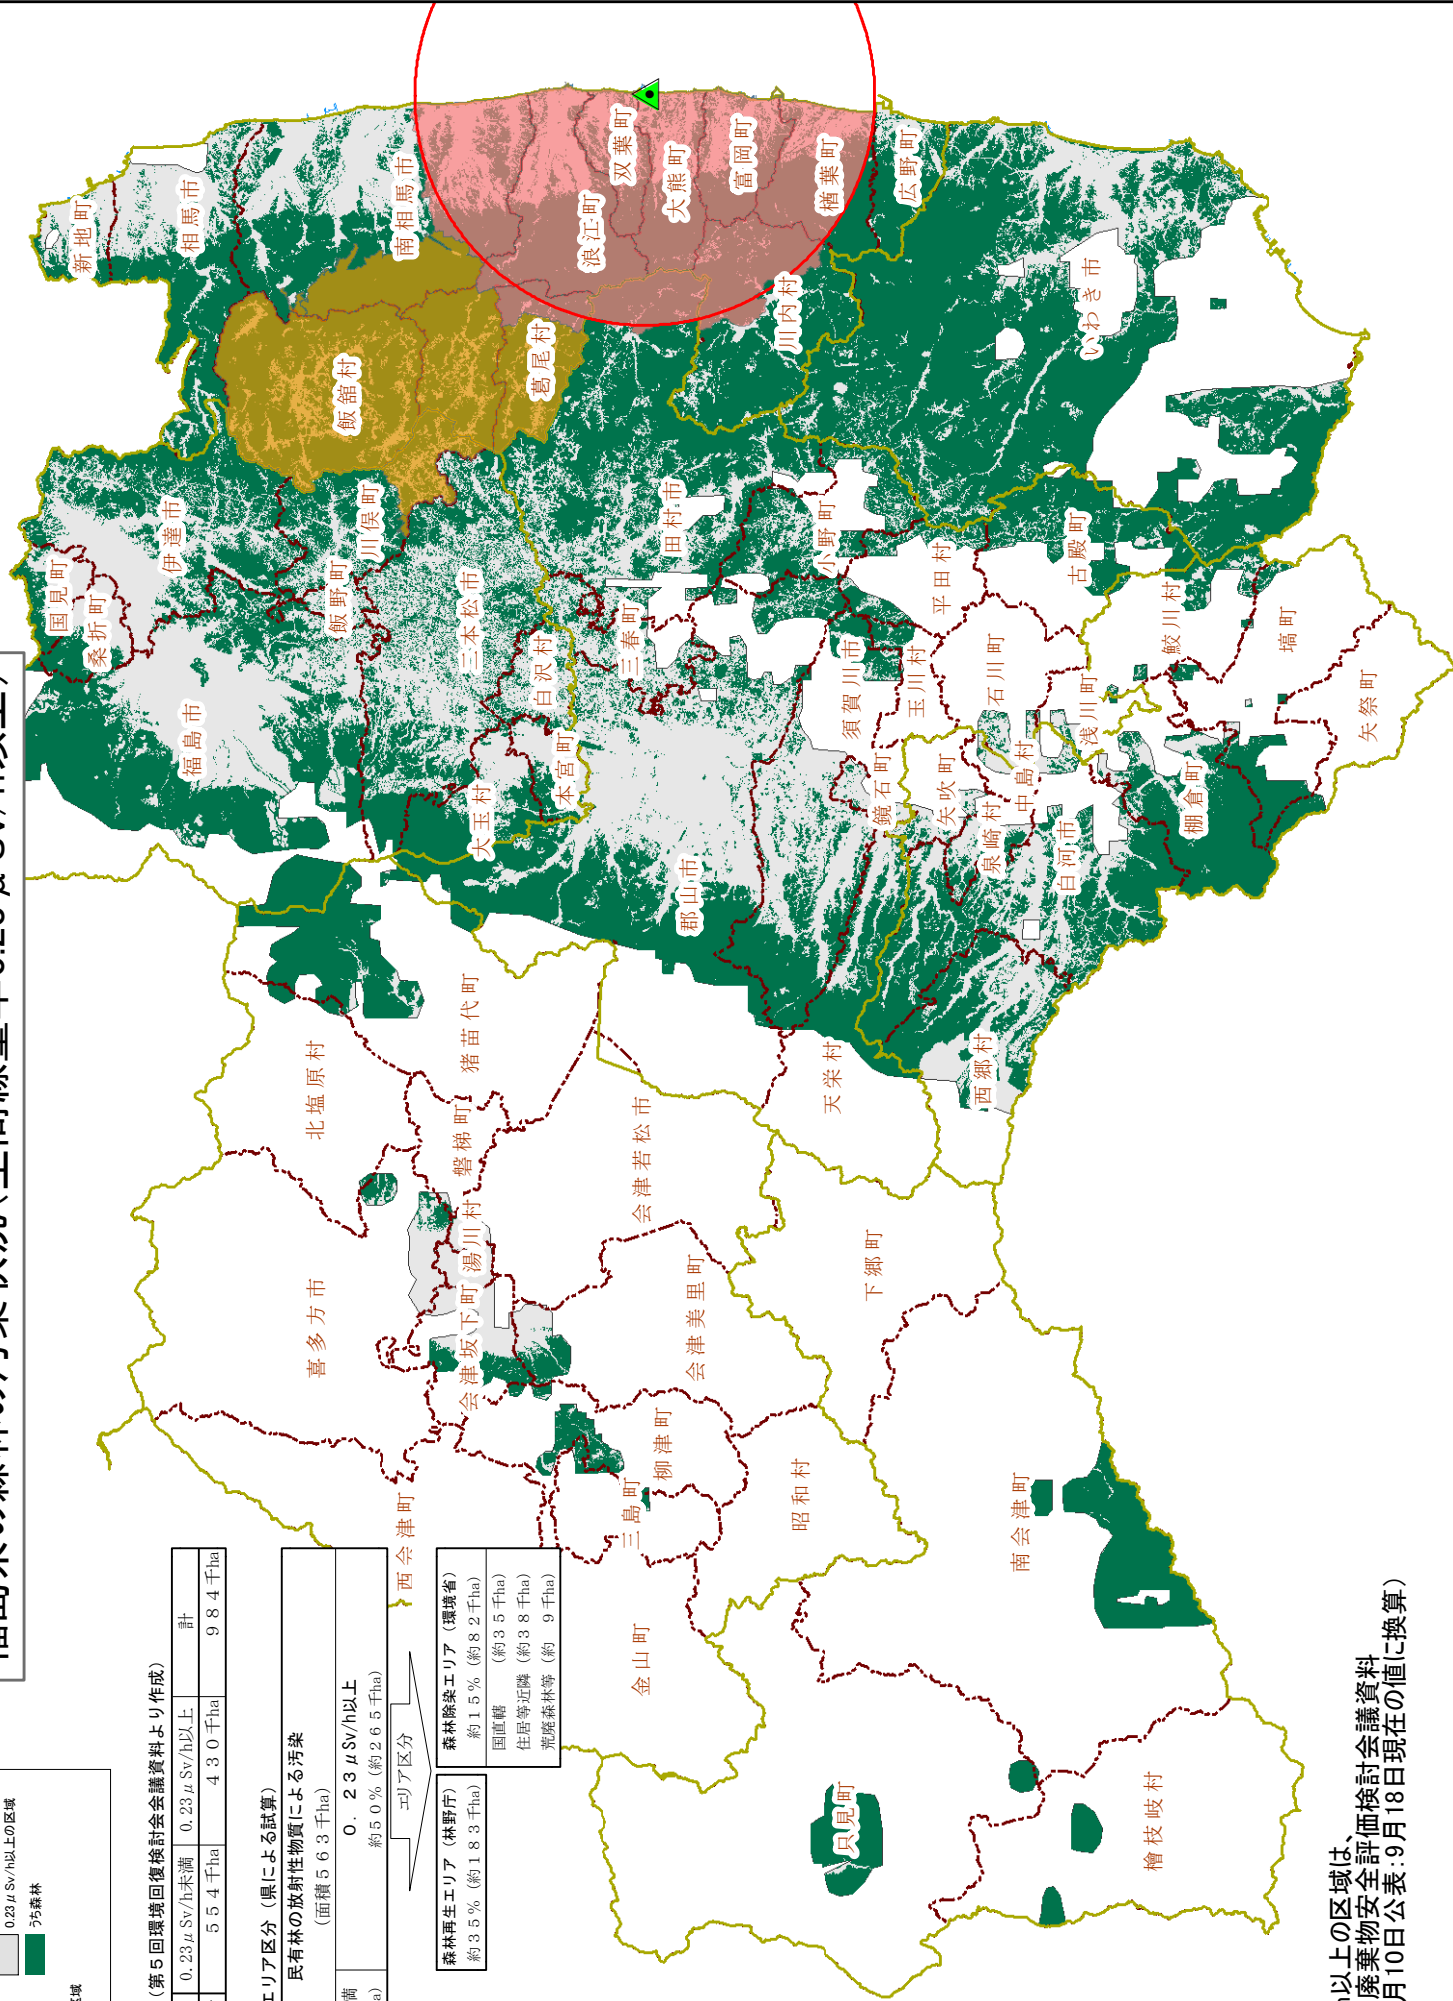 0.23μSv/h以上の区域
うち森林
(第5回環境回復検討会会議資料より作成)
0.23μSv/h未満 0.23μSv/h以上 計
554千ha 430千ha 984千ha
エリア区分(県による試算)
民有林の放射性物質による汚染
(面積563千ha)
0.23μSv/h以上
約50%(約265千ha)
エリア区分
森林再生エリア(林野庁)
約35%(約183千ha)
森林除染エリア(環境省)
約15%(約82千ha)
国直轄 (約35千ha)
住居等近隣(約38千ha)
荒廃森林等(約 9千ha)
新地町
相馬市
南相馬市
飯舘村
浪江町
双葉町
大熊町
富岡町
楢葉町
広野町
葛尾村
川内村
いわき市
国見町
桑折町
伊達市
福島市
川俣町
飯野町
二本松市
白沢村
本宮町
大玉村
田村市
三春町
小野町
郡山市
須賀川市
鏡石町
玉川村
平田村
石川町
古殿町
浅川町
矢吹町
中島村
泉崎村
白河市
西郷村
天栄村
棚倉町
鮫川村
塙町
矢祭町
北塩原村
猪苗代町
磐梯町
会津若松市
湯川村
会津坂下町
喜多方市
西会津町
会津美里町
柳津町
三島町
金山町
昭和村
下郷町
南会津町
只見町
檜枝岐村
以上の区域は、
廃棄物安全評価検討会会議資料
月10日公表:9月18日現在の値に換算)